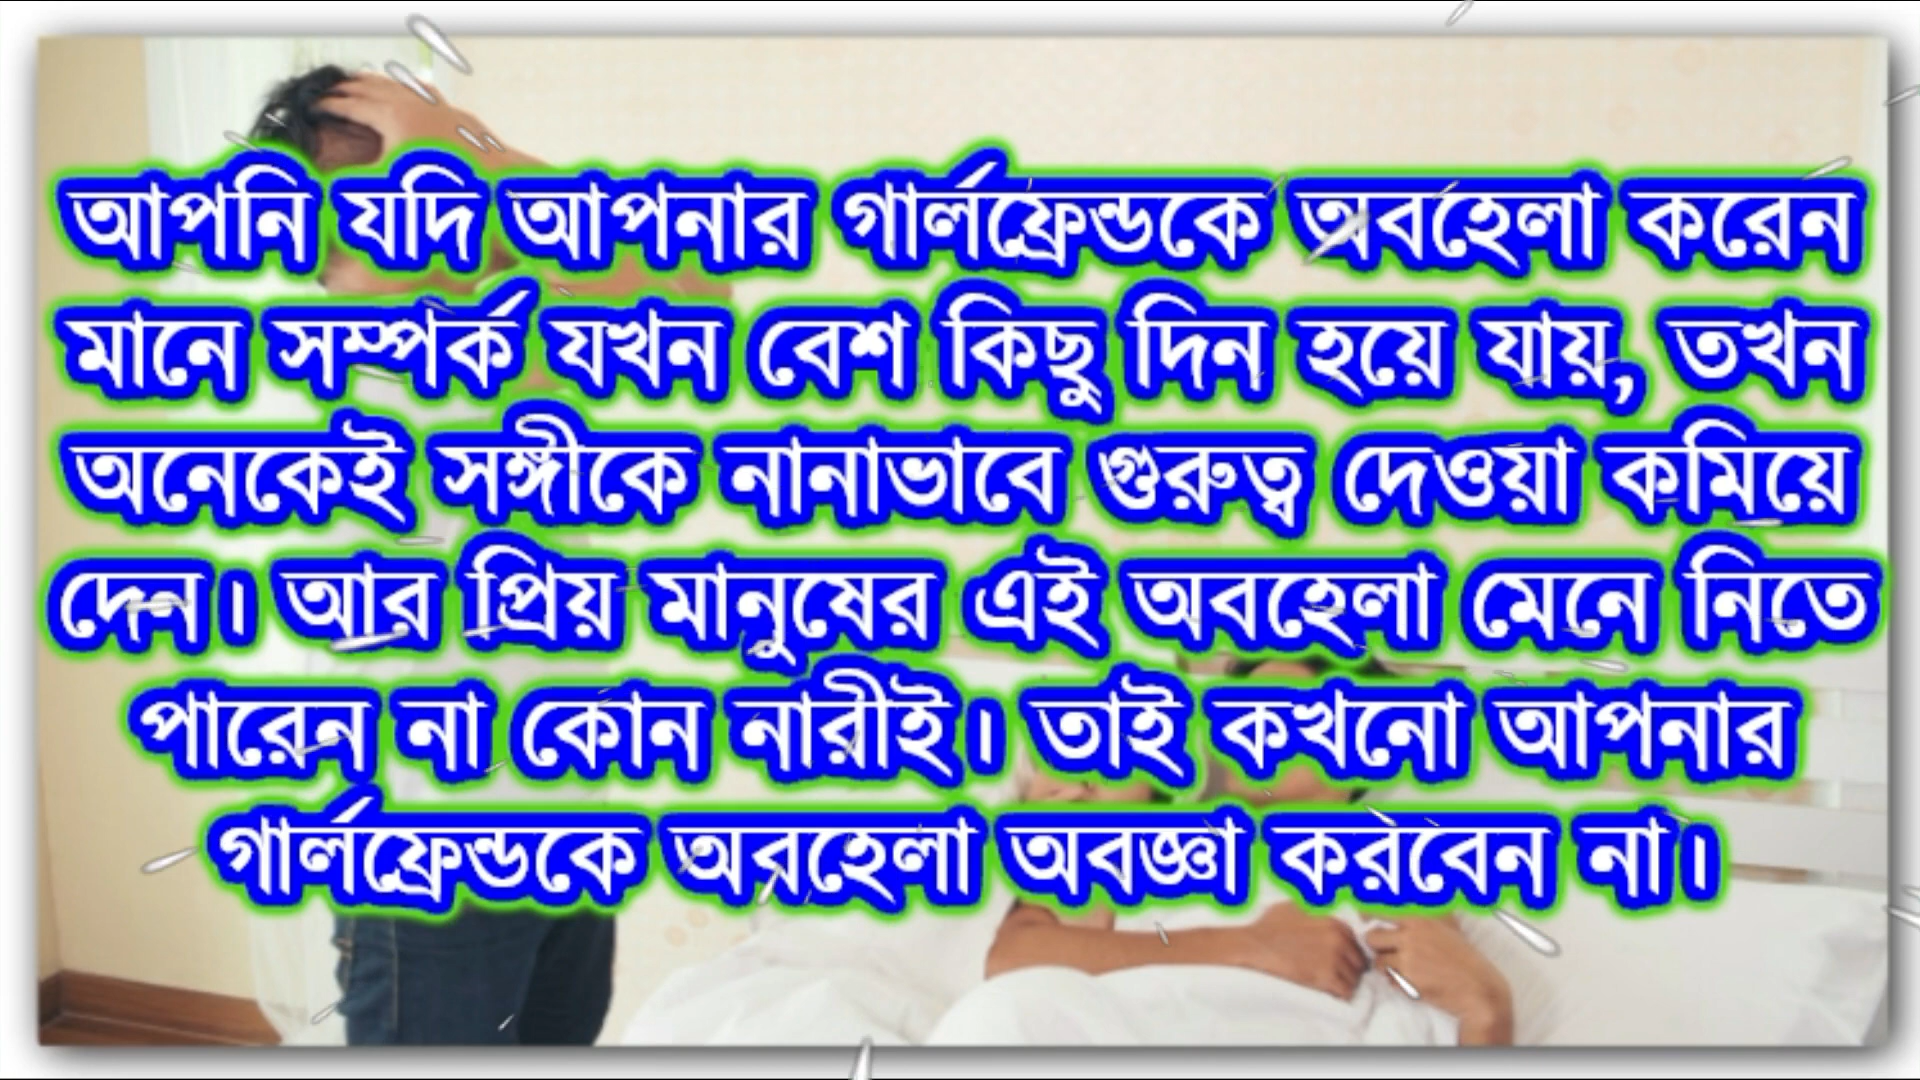 আপনি যদি আপনার গার্লফ্রেন্ডকে অবহেলা করেন
মানে সম্পর্ক যখন বেশ কিছু দিন হয়ে যায়, তখন
অনেকেই সঙ্গীকে নানাভাবে গুরুত্ব দেওয়া কমিয়ে
দেন। আর প্রিয় মানুষের এই অবহেলা মেনে নিতে
পারেন না কোন নারীই। তাই কখনো আপনার
গার্লফ্রেন্ডকে অবহেলা অবজ্ঞা করবেন না।